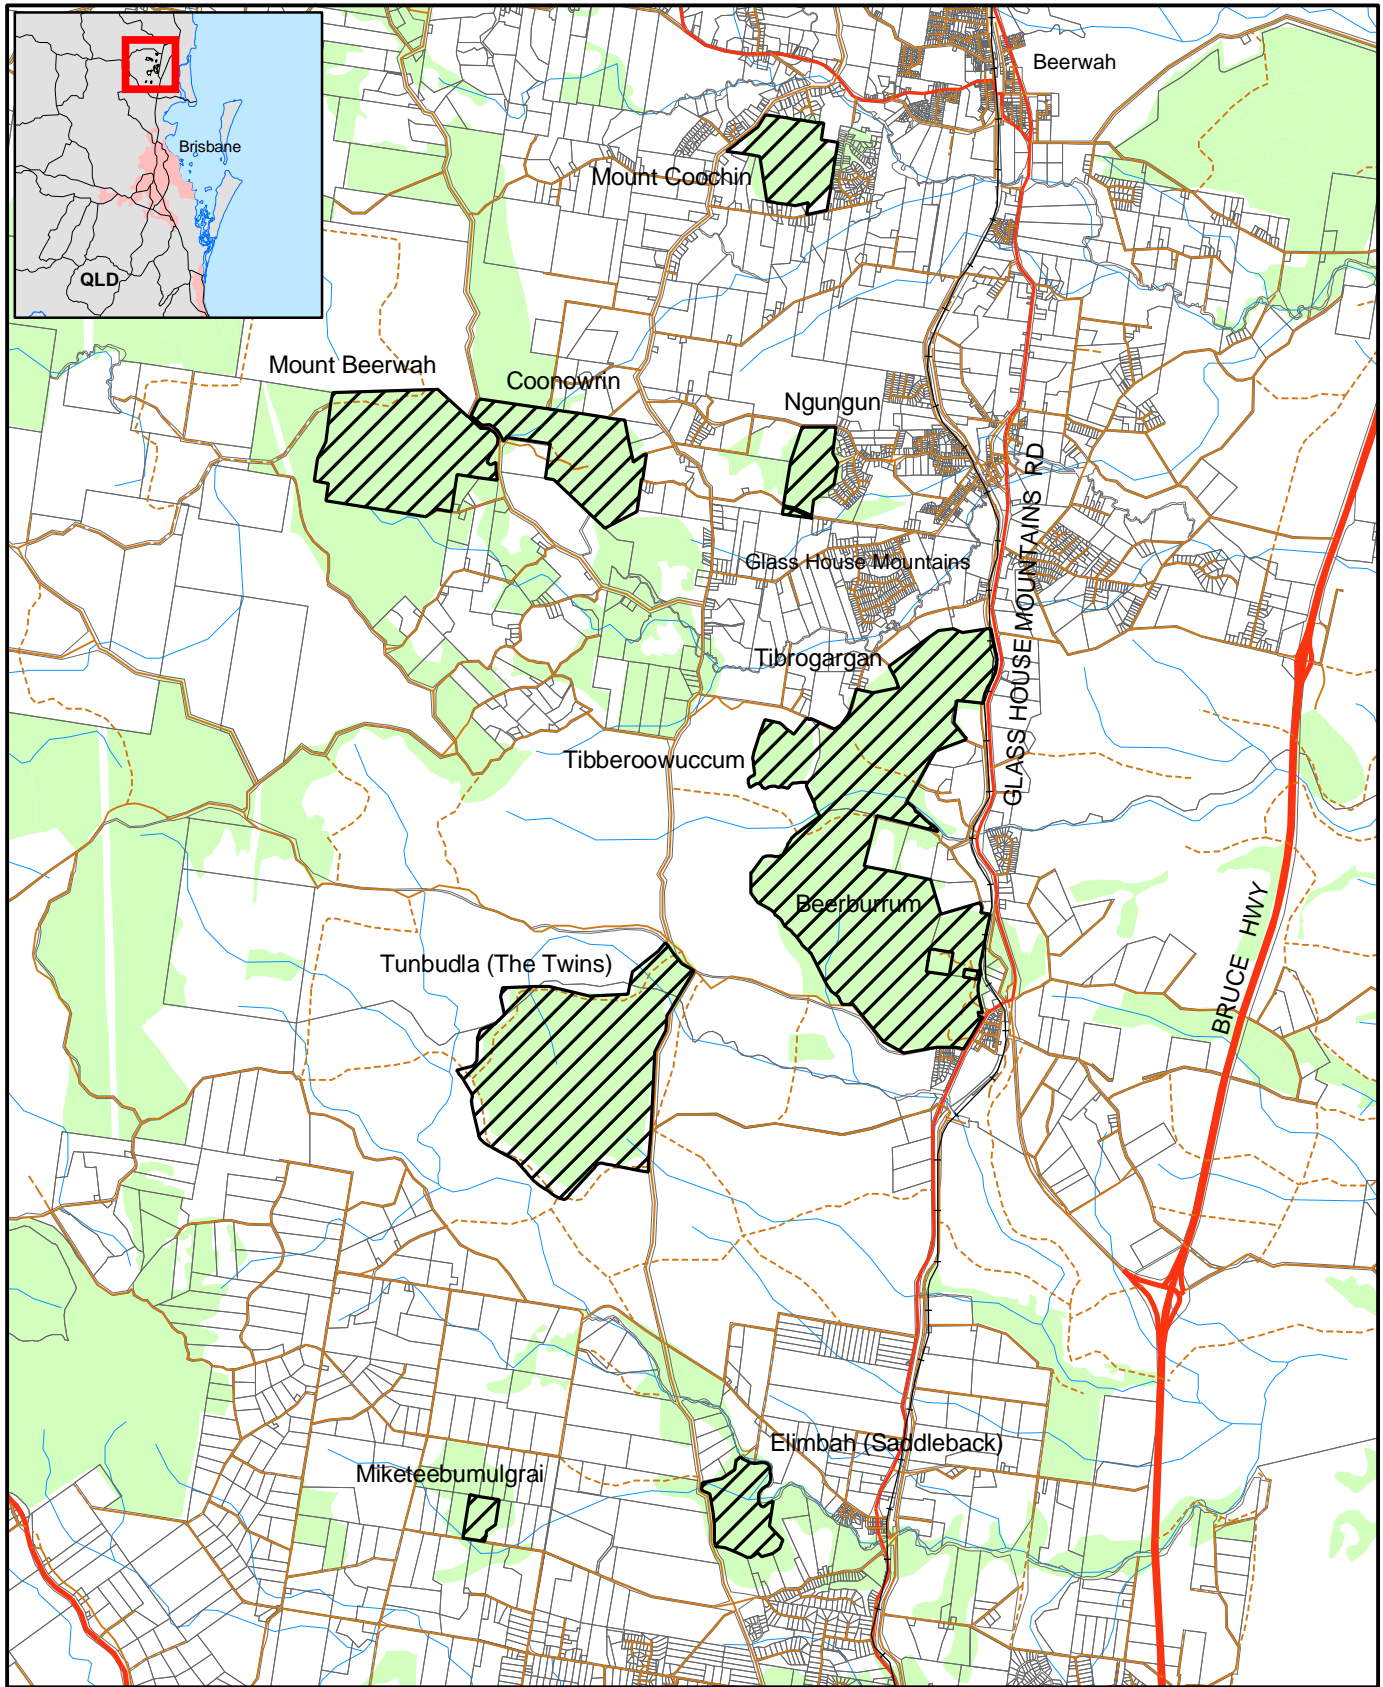 Beerwah
Brisbane
Mount Coochin
QLD
Mount Beerwah
Coonowrin
Ngungun
GLASS HOUSE MOUNTAINS RD
Glass House Mountains
Tibrogargan
Tibberoowuccum
BRUCE HWY
Beerburrum
Tunbudla (The Twins)
Elimbah (Saddleback)
Miketeebumulgrai